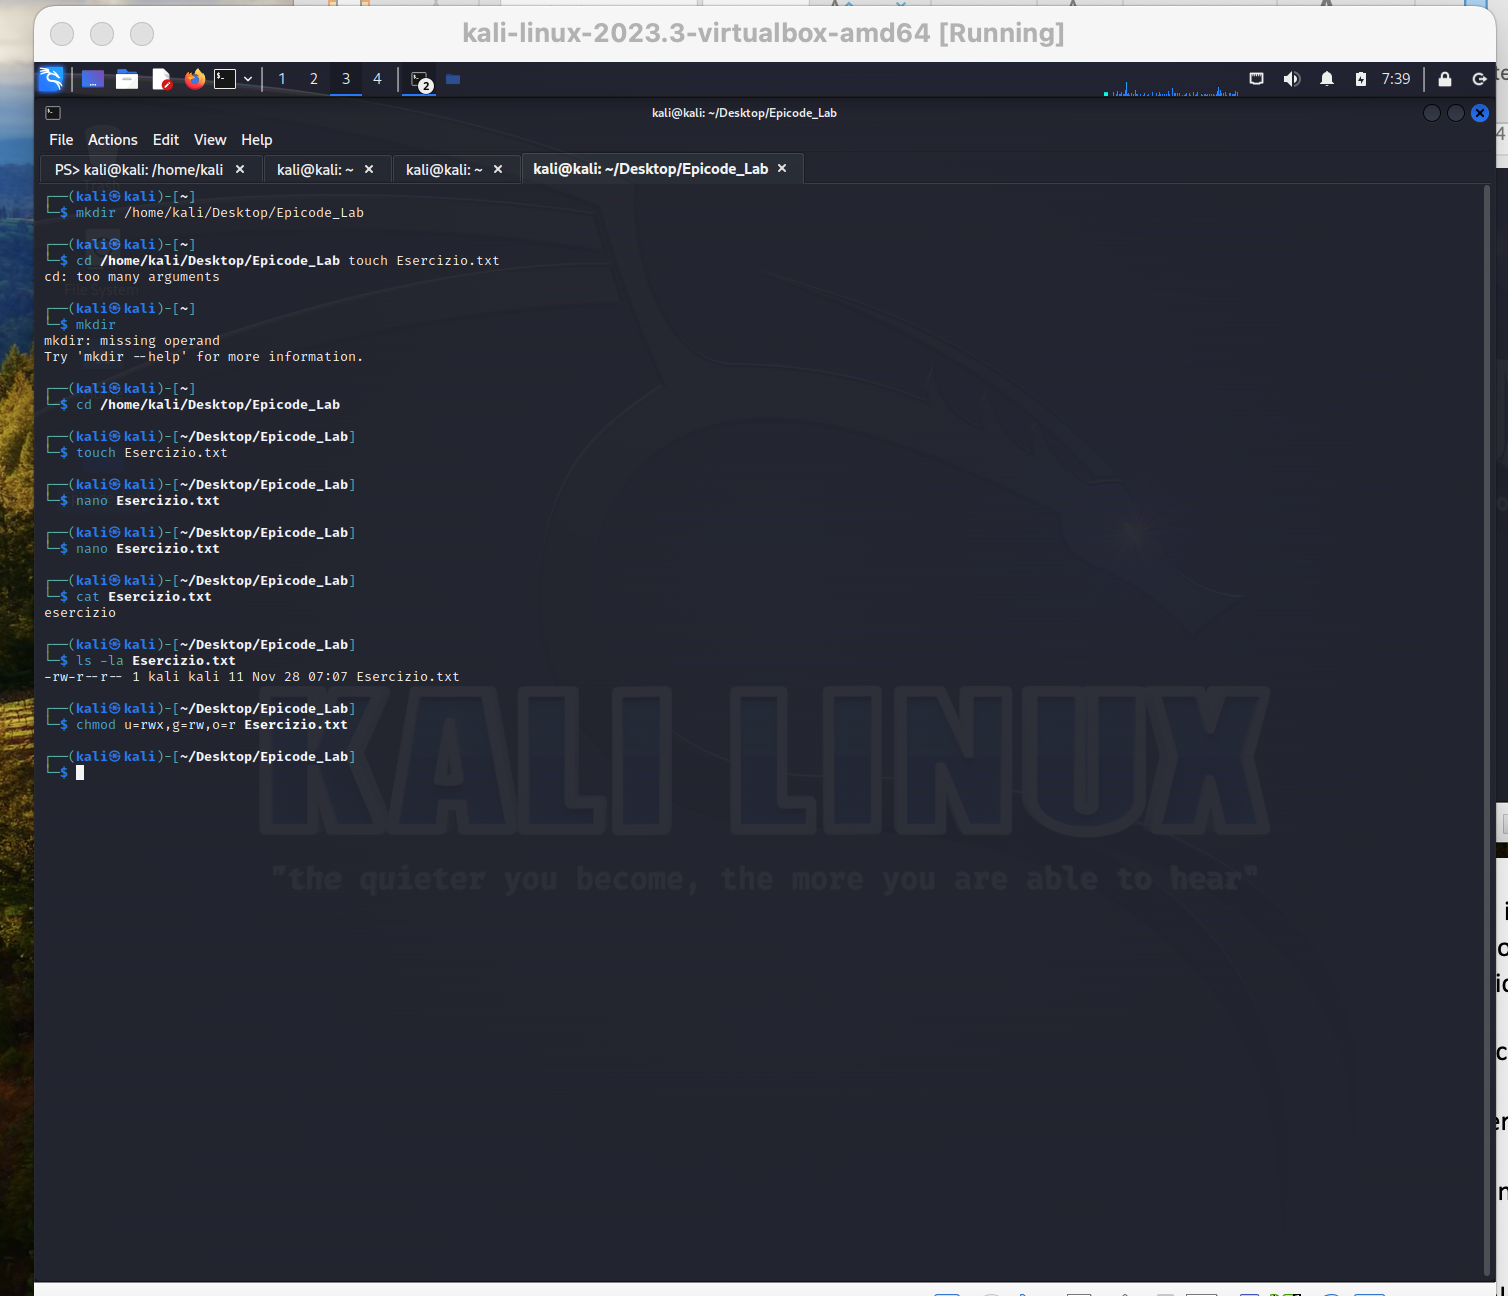 kali-linux-2023.3-virtualbox-amd64 [Running]
1 2 3 4 2 7:39
kali@kali: ~/Desktop/Epicode_Lab
File Actions Edit View Help
PS> kali@kali: /home/kali × kali@kali: ~ × kali@kali: ~ × kali@kali: ~/Desktop/Epicode_Lab ×
┌──(kali㉿kali)-[~]
└─$ mkdir /home/kali/Desktop/Epicode_Lab
┌──(kali㉿kali)-[~]
└─$ cd /home/kali/Desktop/Epicode_Lab touch Esercizio.txt
cd: too many arguments
File System
┌──(kali㉿kali)-[~]
└─$ mkdir
mkdir: missing operand
Try 'mkdir --help' for more information.
┌──(kali㉿kali)-[~]
└─$ cd /home/kali/Desktop/Epicode_Lab
┌──(kali㉿kali)-[~/Desktop/Epicode_Lab]
└─$ touch Esercizio.txt
┌──(kali㉿kali)-[~/Desktop/Epicode_Lab]
└─$ nano Esercizio.txt
┌──(kali㉿kali)-[~/Desktop/Epicode_Lab]
└─$ nano Esercizio.txt
┌──(kali㉿kali)-[~/Desktop/Epicode_Lab]
└─$ cat Esercizio.txt
esercizio
┌──(kali㉿kali)-[~/Desktop/Epicode_Lab]
└─$ ls -la Esercizio.txt
-rw-r--r-- 1 kali kali 11 Nov 28 07:07 Esercizio.txt
┌──(kali㉿kali)-[~/Desktop/Epicode_Lab]
└─$ chmod u=rwx,g=rw,o=r Esercizio.txt
┌──(kali㉿kali)-[~/Desktop/Epicode_Lab]
└─$
KALI LINUX
"the quieter you become, the more you are able to hear"